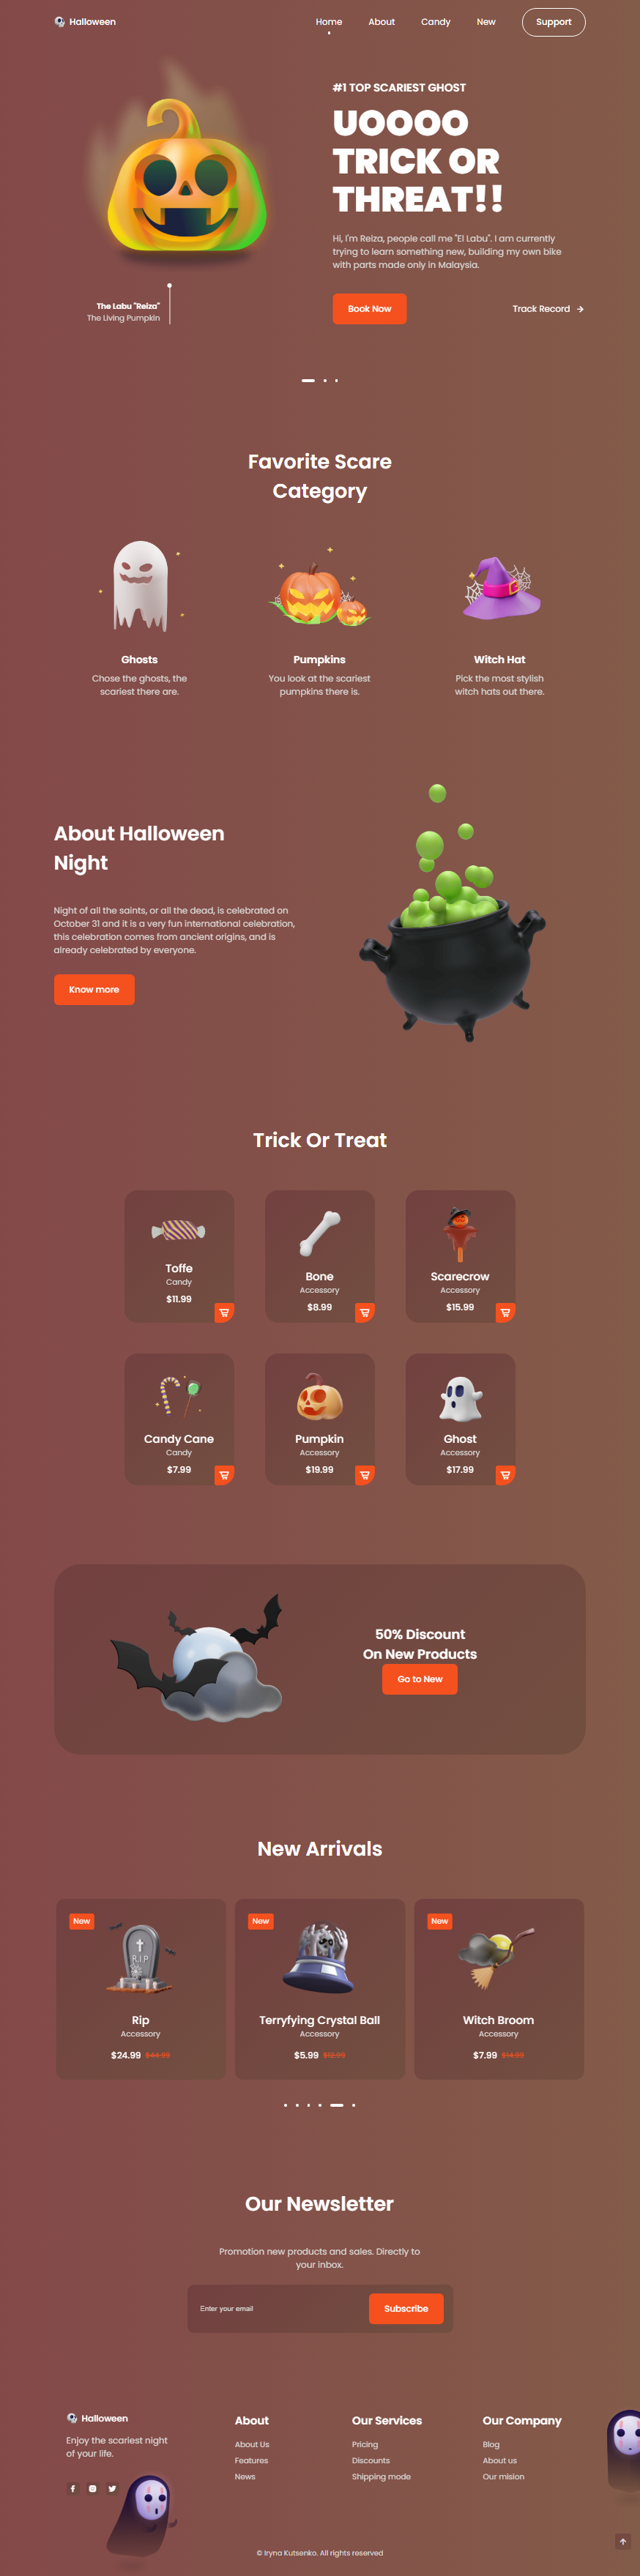 Halloween
Home
About
Candy
New
Support
#1 TOP SCARIEST GHOST
UOOOO
TRICK OR
THREAT!!
Hi, I'm Reiza, people call me "El Labu". I am currently
trying to learn something new, building my own bike
with parts made only in Malaysia.
The Labu "Reiza"
The Living Pumpkin
Book Now
Track Record
Favorite Scare
Category
Ghosts
Chose the ghosts, the
scariest there are.
Pumpkins
You look at the scariest
pumpkins there is.
Witch Hat
Pick the most stylish
witch hats out there.
About Halloween
Night
Night of all the saints, or all the dead, is celebrated on
October 31 and it is a very fun international celebration,
this celebration comes from ancient origins, and is
already celebrated by everyone.
Know more
Trick Or Treat
Toffe
Candy
$11.99
Bone
Accessory
$8.99
Scarecrow
Accessory
$15.99
Candy Cane
Candy
$7.99
Pumpkin
Accessory
$19.99
Ghost
Accessory
$17.99
50% Discount
On New Products
Go to New
New Arrivals
New
R.I.P
Rip
Accessory
$24.99 $44.99
New
Terryfying Crystal Ball
Accessory
$5.99 $12.99
New
Witch Broom
Accessory
$7.99 $14.99
Our Newsletter
Promotion new products and sales. Directly to
your inbox.
Enter your email
Subscribe
Halloween
Enjoy the scariest night
of your life.
About
About Us
Features
News
Our Services
Pricing
Discounts
Shipping mode
Our Company
Blog
About us
Our mision
© Iryna Kutsenko. All rights reserved